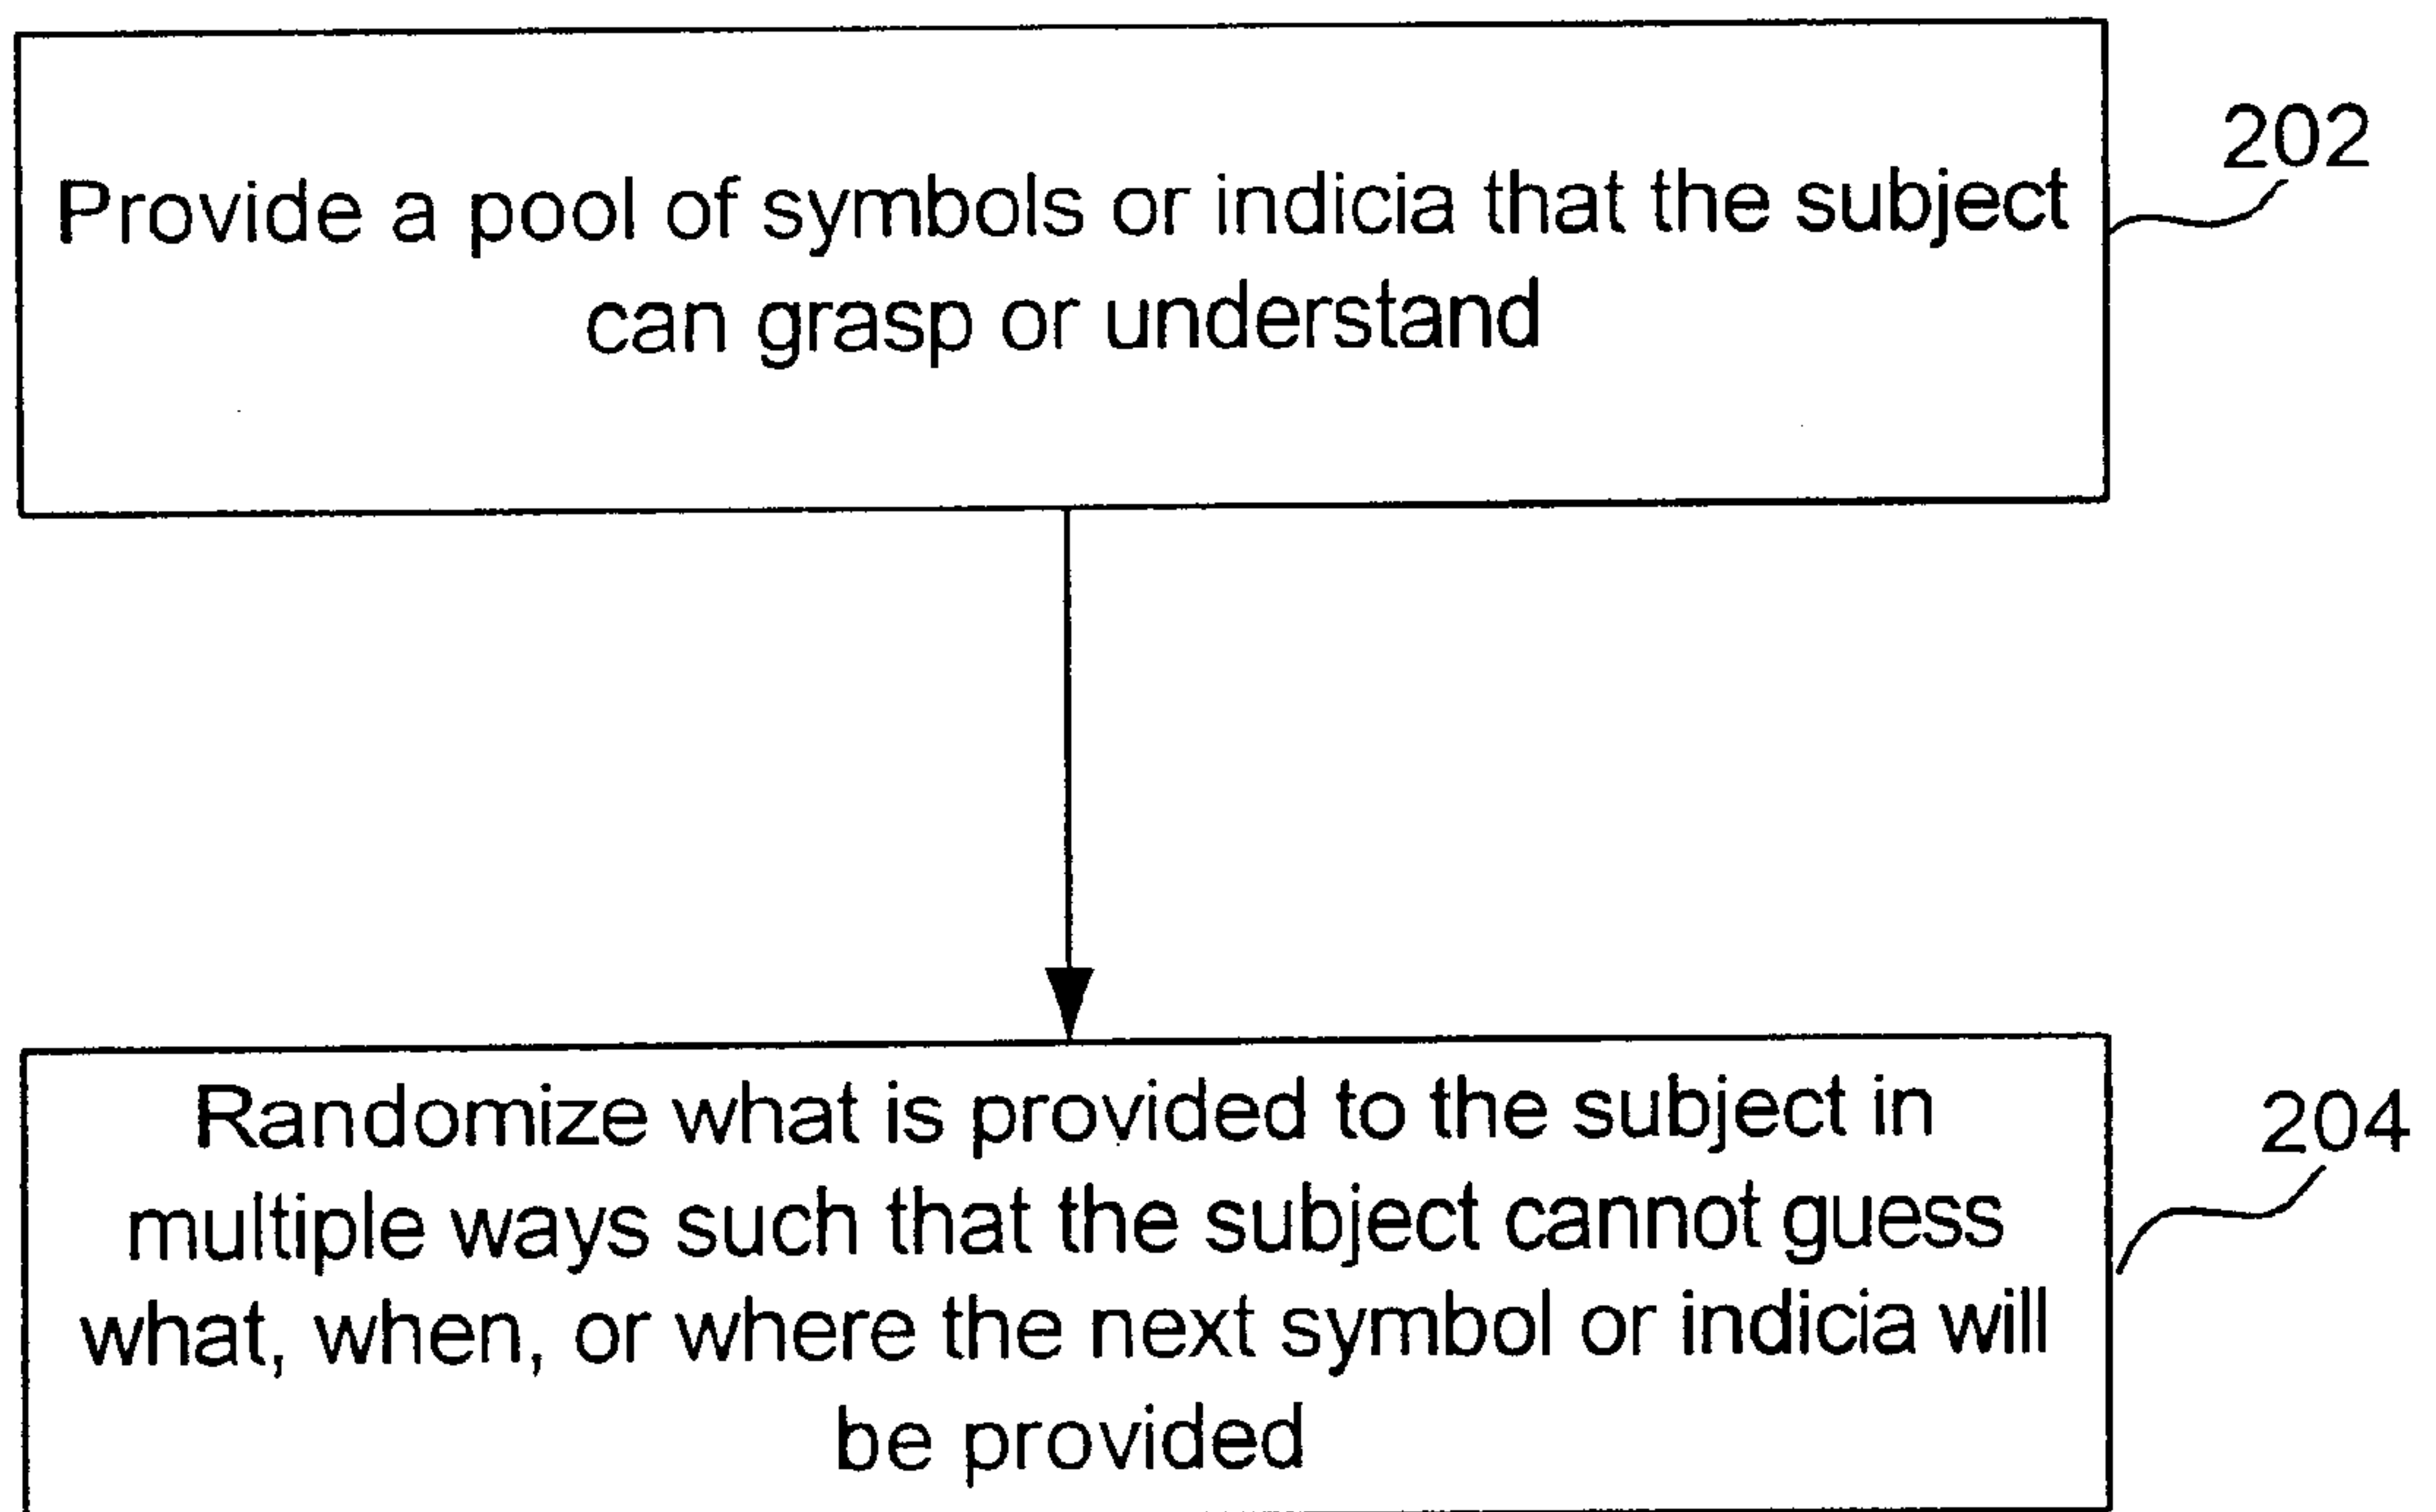 202
Provide a pool of symbols or indicia that the subject
can grasp or understand
204
Randomize what is provided to the subject in
multiple ways such that the subject cannot guess
what, when, or where the next symbol or indicia will
be provided